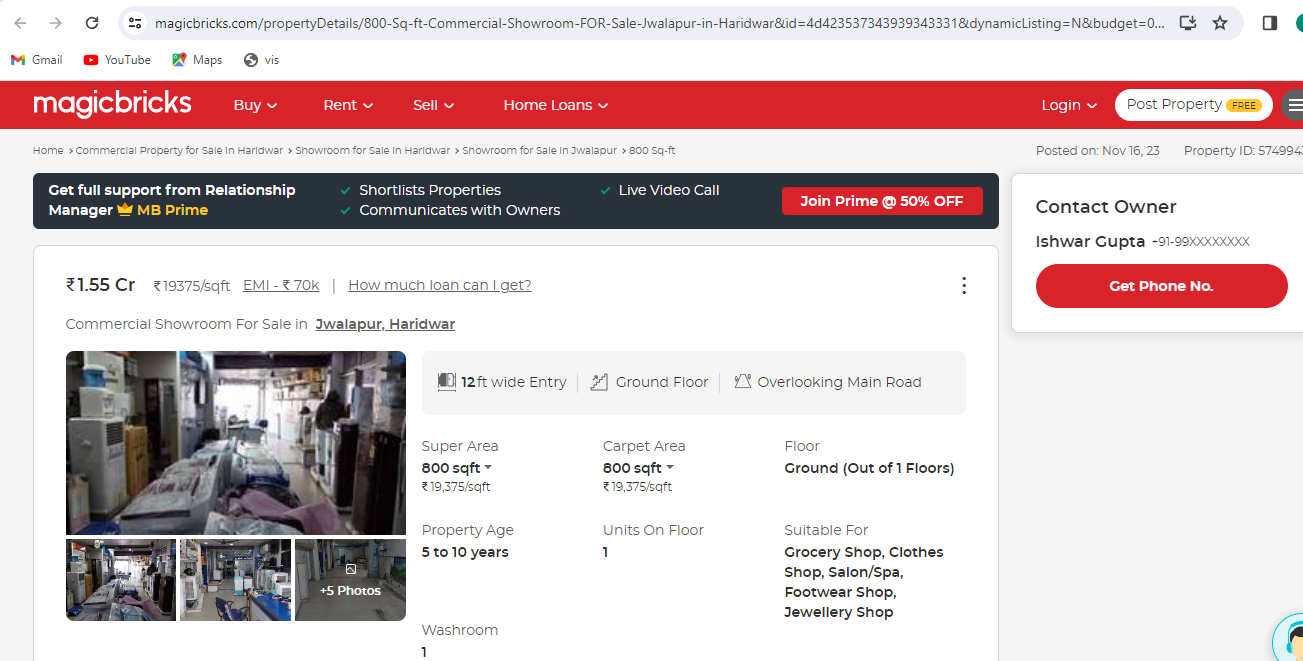 magicbricks.com/propertyDetails/800-Sq-ft-Commercial-Showroom-FOR-Sale-Jwalapur-in-Haridwar&id=4d423537343939343331&dynamicListing=N&budget=0...
Gmail YouTube Maps vis
magicbricks Buy Rent Sell Home Loans Login Post Property FREE
Home > Commercial Property for Sale in Haridwar > Showroom for Sale in Haridwar > Showroom for Sale in Jwalapur > 800 Sq-ft Posted on: Nov 16, 23 Property ID: 5749943
Get full support from Relationship
Manager MB Prime
Shortlists Properties
Communicates with Owners
Live Video Call
Join Prime @ 50% OFF
Contact Owner
Ishwar Gupta +91-99XXXXXXXX
Get Phone No.
₹1.55 Cr ₹19375/sqft EMI - ₹ 70k | How much loan can I get?
Commercial Showroom For Sale in Jwalapur, Haridwar
12 ft wide Entry Ground Floor Overlooking Main Road
Super Area
800 sqft
₹19,375/sqft
Carpet Area
800 sqft
₹19,375/sqft
Floor
Ground (Out of 1 Floors)
Property Age
5 to 10 years
Units On Floor
1
Suitable For
Grocery Shop, Clothes
Shop, Salon/Spa,
Footwear Shop,
Jewellery Shop
+5 Photos
Washroom
1